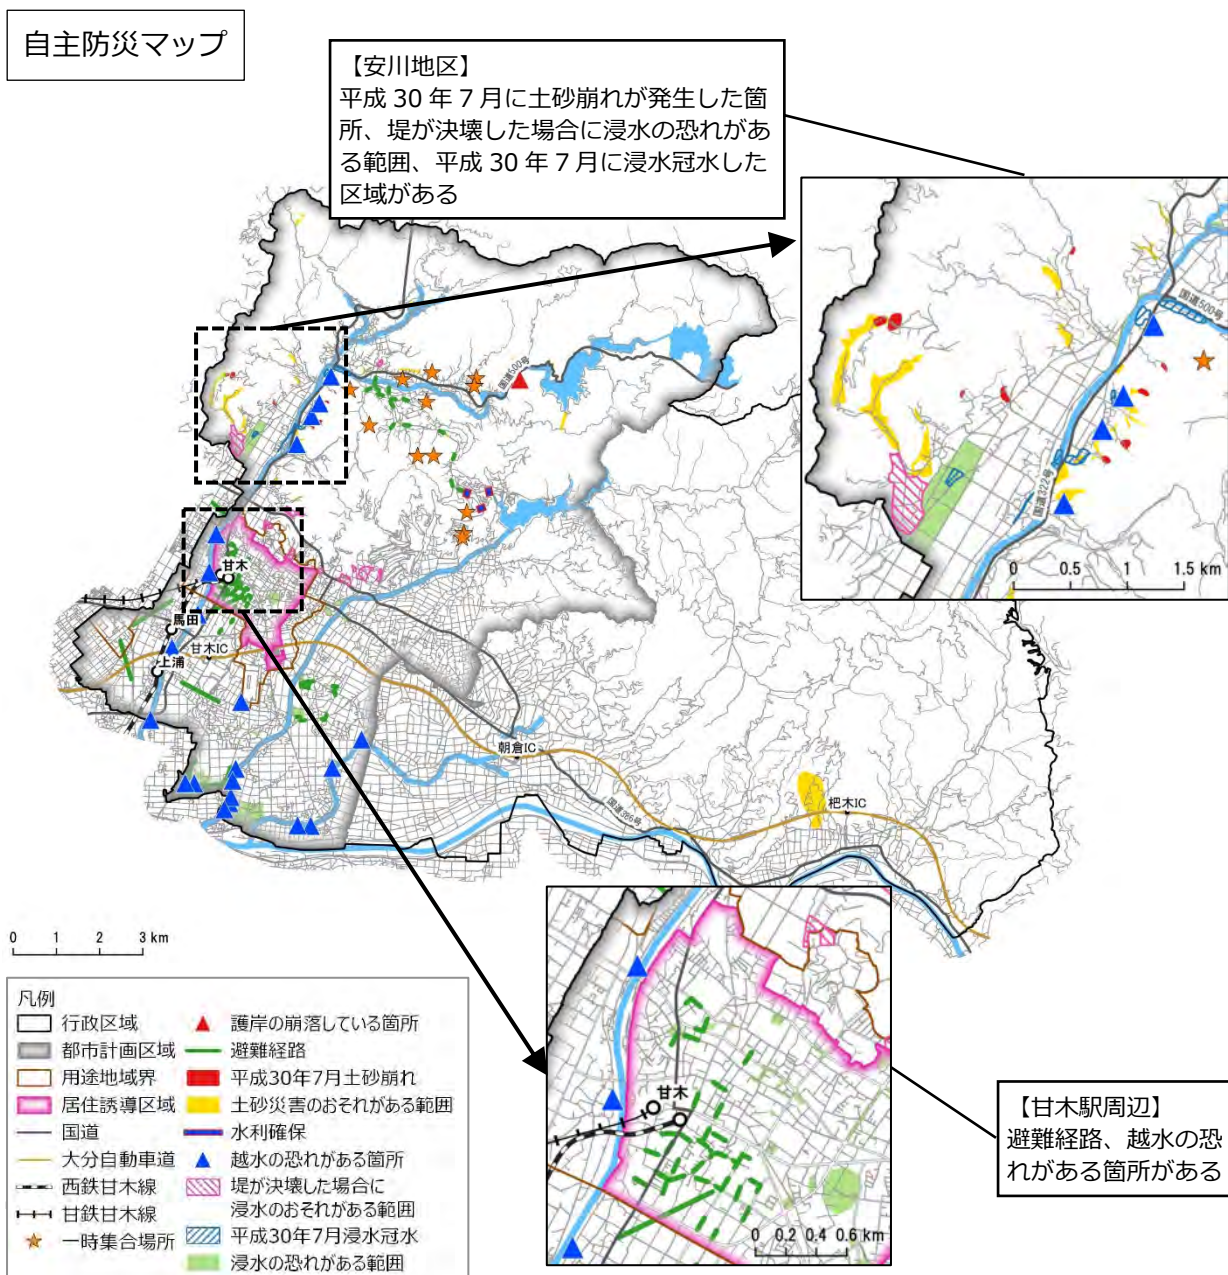 自主防災マップ
【安川地区】
平成 30 年 7 月に土砂崩れが発生した箇
所、堤が決壊した場合に浸水の恐れがあ
る範囲、平成 30 年 7 月に浸水冠水した
区域がある
国道500号
国道322号
0 0.5 1 1.5 km
国道500号
甘木
馬田
甘木IC
上浦
朝倉IC
国道386号
杷木IC
0 1 2 3 km
甘木
0 0.2 0.4 0.6 km
【甘木駅周辺】
避難経路、越水の恐
れがある箇所がある
凡例
行政区域
都市計画区域
用途地域界
居住誘導区域
国道
大分自動車道
西鉄甘木線
甘鉄甘木線
一時集合場所
護岸の崩落している箇所
避難経路
平成30年7月土砂崩れ
土砂災害のおそれがある範囲
水利確保
越水の恐れがある箇所
堤が決壊した場合に
浸水のおそれがある範囲
平成30年7月浸水冠水
浸水の恐れがある範囲